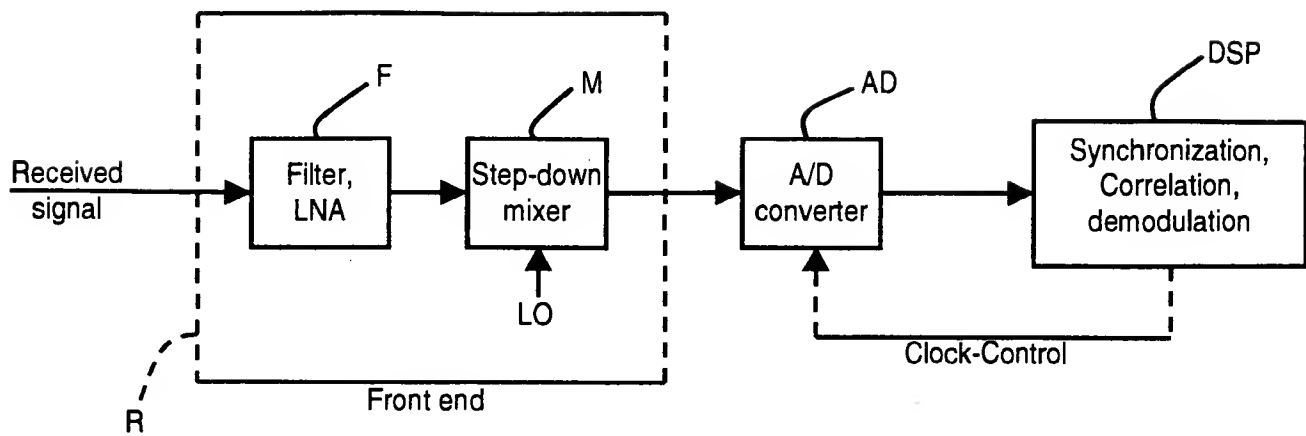 F
M
AD
DSP
Received
signal
Filter,
LNA
Step-down
mixer
A/D
converter
Synchronization,
Correlation,
demodulation
LO
Clock-Control
Front end
R